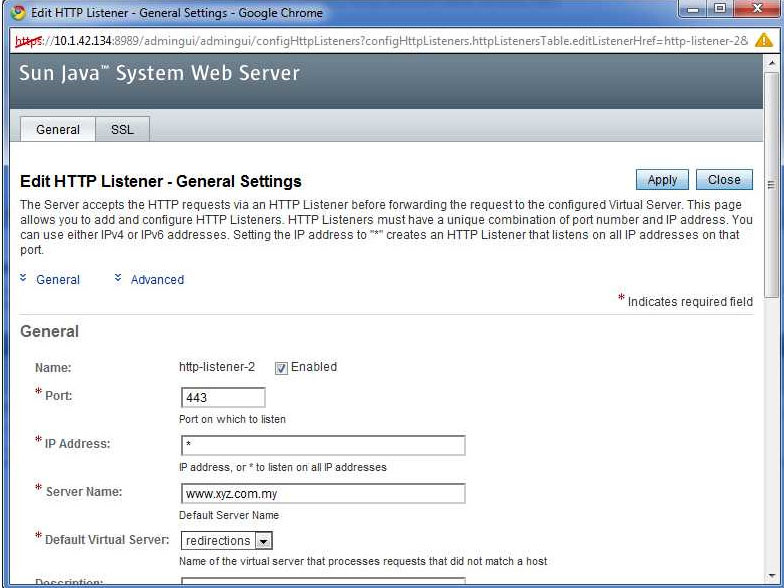 Edit HTTP Listener - General Settings - Google Chrome
https://10.1.42.134:8989/admingui/admingui/configHttpListeners?configHttpListeners.httpListenersTable.editListenerHref=http-listener-2&
Sun Java™ System Web Server
General SSL
Edit HTTP Listener - General Settings Apply Close
The Server accepts the HTTP requests via an HTTP Listener before forwarding the request to the configured Virtual Server. This page
allows you to add and configure HTTP Listeners. HTTP Listeners must have a unique combination of port number and IP address. You
can use either IPv4 or IPv6 addresses. Setting the IP address to "*" creates an HTTP Listener that listens on all IP addresses on that
port.
General Advanced
* Indicates required field
General
Name: http-listener-2 Enabled
* Port: 443
Port on which to listen
* IP Address: *
IP address, or * to listen on all IP addresses
* Server Name: www.xyz.com.my
Default Server Name
* Default Virtual Server: redirections
Name of the virtual server that processes requests that did not match a host
Description: